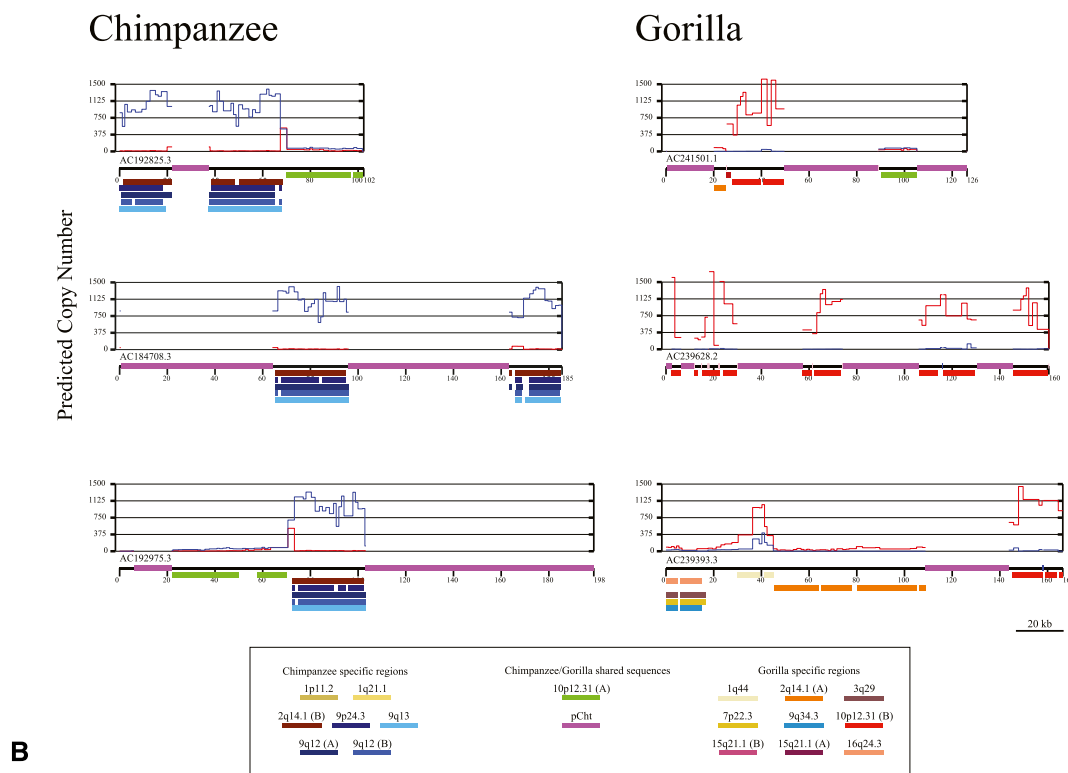 Chimpanzee
Gorilla
Predicted Copy Number
1500
1125
750
375
0
AC192825.3
0 80 100 102
1500
1125
750
375
0
AC241501.1
0 20 40 60 80 100 126
1500
1125
750
375
0
AC184708.3
0 20 40 60 80 100 120 140 160 185
1500
1125
750
375
0
AC239628.2
0 20 40 60 80 100 120 140 160
1500
1125
750
375
0
AC192975.3
0 20 40 60 80 100 120 140 160 180 198
1500
1125
750
375
0
AC239393.3
0 20 40 60 80 100 120 140 160
20 kb
Chimpanzee specific regions
1p11.2 1q21.1
2q14.1 (B) 9p24.3 9q13
9q12 (A) 9q12 (B)
Chimpanzee/Gorilla shared sequences
10p12.31 (A)
pCht
Gorilla specific regions
1q44 2q14.1 (A) 3q29
7p22.3 9q34.3 10p12.31 (B)
15q21.1 (B) 15q21.1 (A) 16q24.3
B